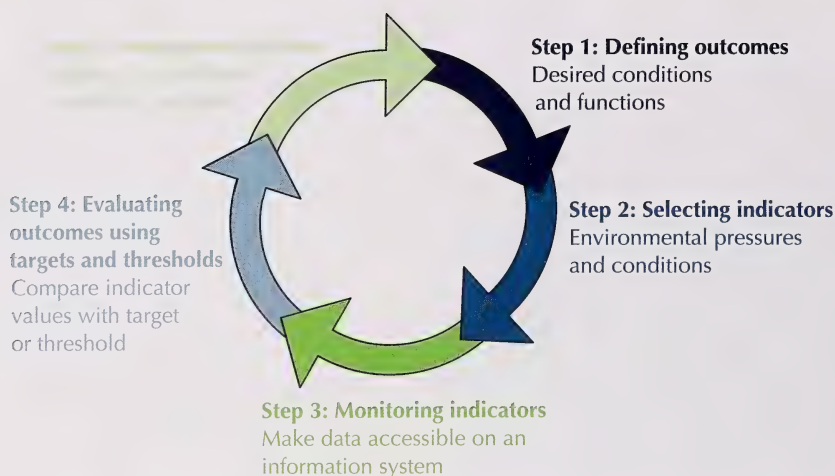 Step 1: Defining outcomes
Desired conditions
and functions
Step 2: Selecting indicators
Environmental pressures
and conditions
Step 3: Monitoring indicators
Make data accessible on an
information system
Step 4: Evaluating
outcomes using
targets and thresholds
Compare indicator
values with target
or threshold